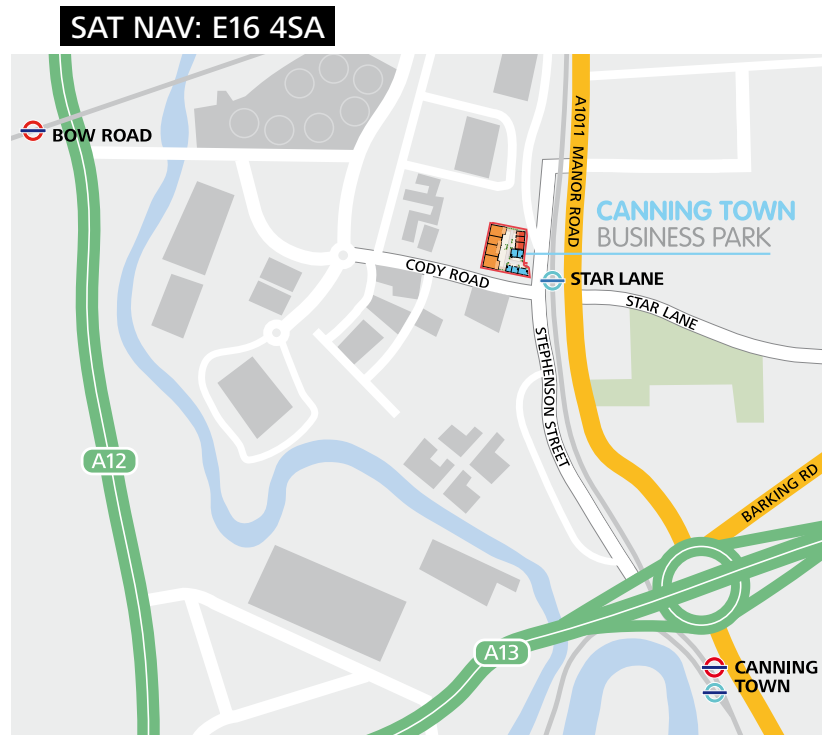 SAT NAV: E16 4SA
BOW ROAD
A1011 MANOR ROAD
CANNING TOWN
BUSINESS PARK
CODY ROAD
STAR LANE
STAR LANE
STEPHENSON STREET
A12
BARKING RD
A13
CANNING
TOWN